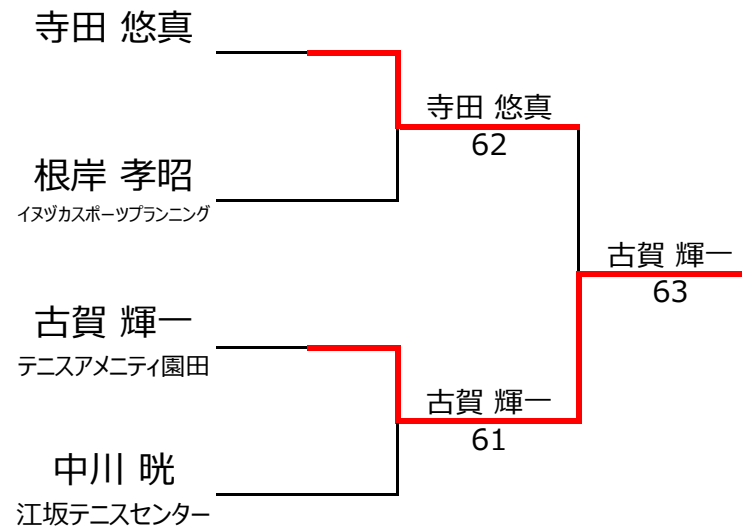 寺田 悠真
寺田 悠真
62
根岸 孝昭
イヌヅカスポーツプランニング
古賀 輝一
63
古賀 輝一
テニスアメニティ園田
古賀 輝一
61
中川 晄
江坂テニスセンター